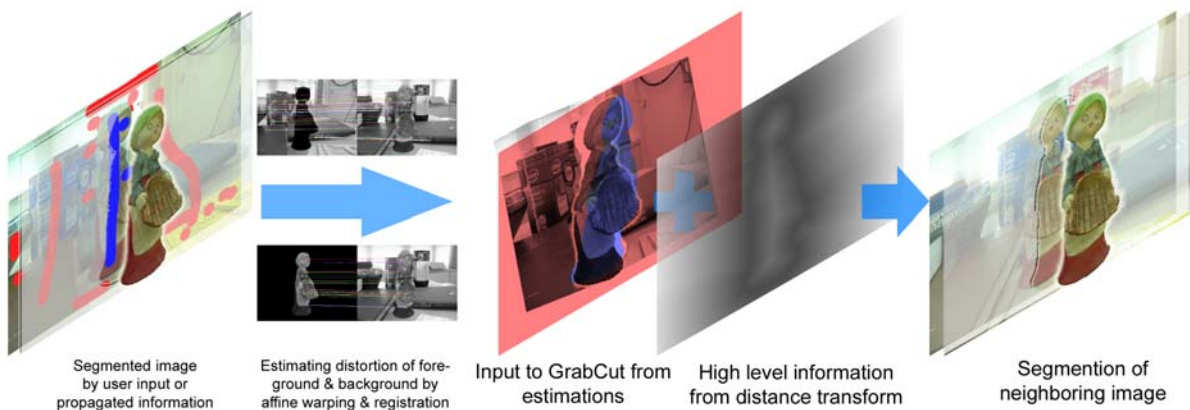 Segmented image
by user input or
propagated information
Estimating distortion of fore-
ground & background by
affine warping & registration
Input to GrabCut from
estimations
High level information
from distance transform
Segmention of
neighboring image